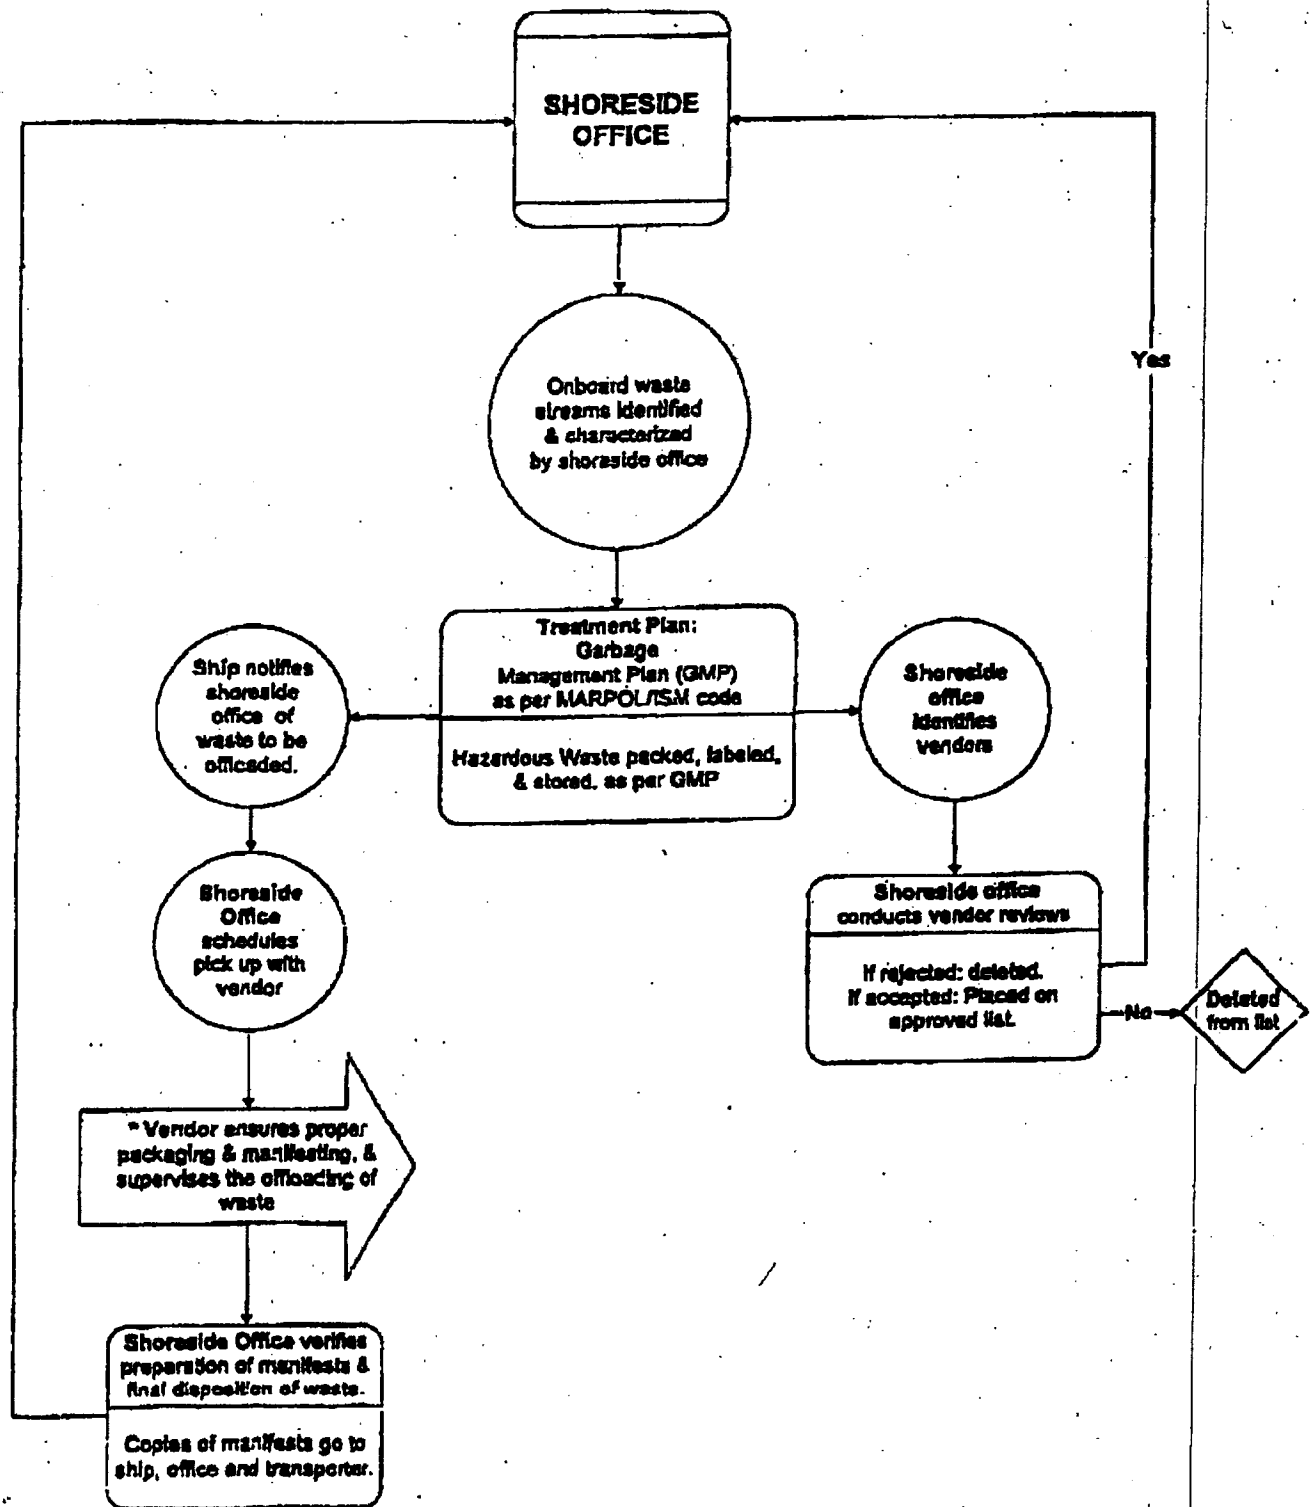 SHORESIDE
OFFICE
Yes
Onboard waste
streams identified
& characterized
by shoreside office
Treatment Plan:
Garbage
Management Plan (GMP)
as per MARPOL/ISM code
Hazardous Waste packed, labeled,
& stored, as per GMP
Ship notifies
shoreside
office of
waste to be
offloaded.
Shoreside
office
identifies
vendors
Shoreside
Office
schedules
pick up with
vendor
Shoreside office
conducts vendor reviews
If rejected: deleted.
If accepted: Placed on
approved list.
No
Deleted
from list
* Vendor ensures proper
packaging & manifesting, &
supervises the offloading of
waste
Shoreside Office verifies
preparation of manifests &
final disposition of waste.
Copies of manifests go to
ship, office and transporter.